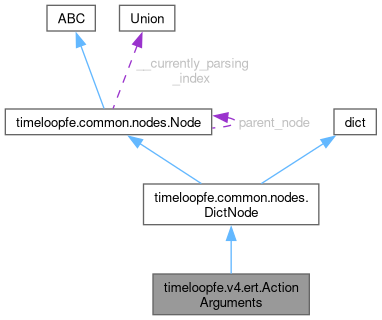 ABC
Union
__currently_parsing
_index
timeloopfe.common.nodes.Node
parent_node
dict
timeloopfe.common.nodes.
DictNode
timeloopfe.v4.ert.Action
Arguments